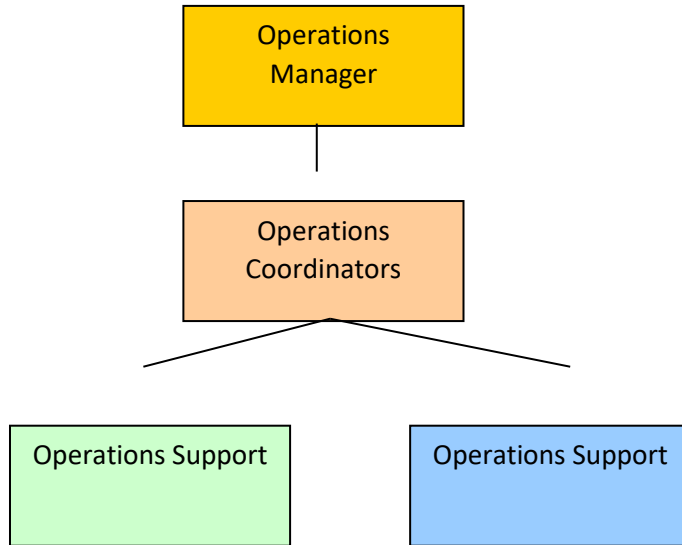 Operations
Manager
Operations
Coordinators
Operations Support
Operations Support